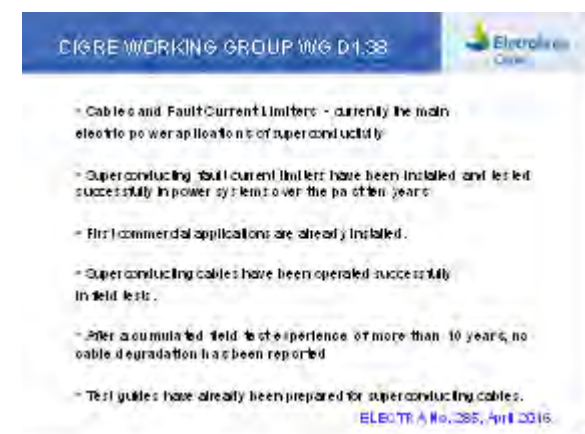 CIGRE WORKING GROUP WG D1.38
Eletrobras
Cepel
- Cables and Fault Current Limiters - currently the main
electric power aplications of superconductivity
- Superconducting fault current limiters have been installed and tested
successfully in power systems over the past ten years
- First commercial applications are already installed.
- Superconducting cables have been operated successfully
in field tests.
- After acumulated field test experience of more than 10 years, no
cable degradation has been reported
- Test guides have already been prepared for superconducting cables.
ELECTRA No. 285, April 2016